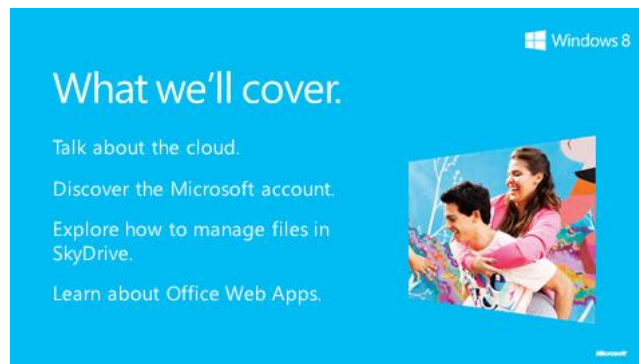 Windows 8
What we'll cover.
Talk about the cloud.
Discover the Microsoft account.
Explore how to manage files in
SkyDrive.
Learn about Office Web Apps.
Microsoft